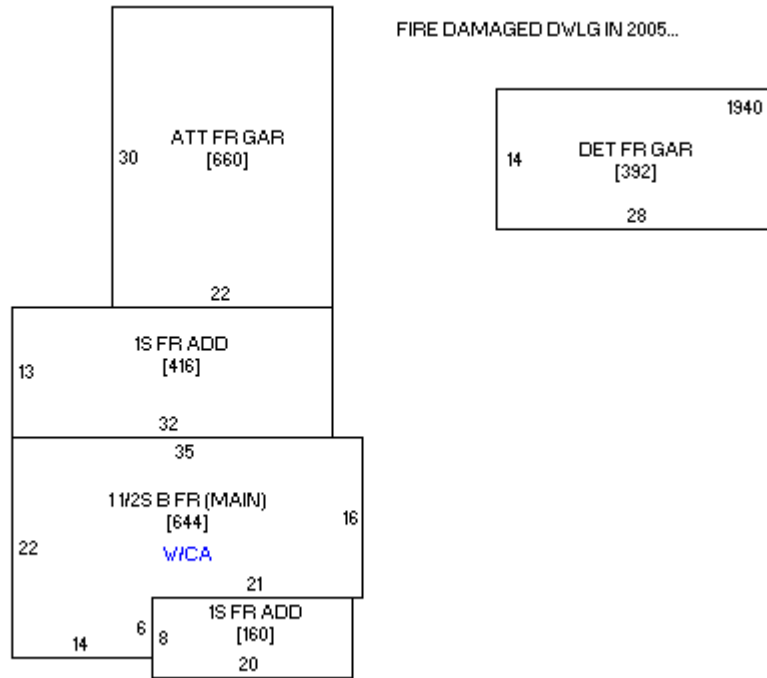 FIRE DAMAGED DWLG IN 2005...
1940
ATT FR GAR
[660]
30
22
DET FR GAR
[392]
14
28
1S FR ADD
[416]
13
32
35
11/2S B FR (MAIN)
[644]
W/CA
22
16
21
6
14
1S FR ADD
[160]
8
20